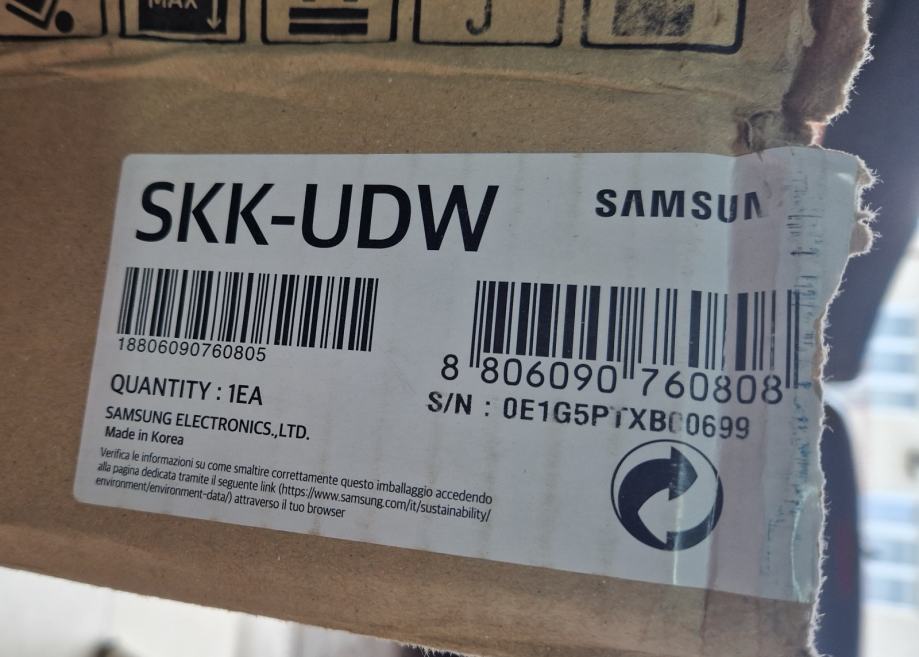 MAX
SKK-UDW
SAMSUN
18806090760805
8 806090 760808
QUANTITY : 1EA
SAMSUNG ELECTRONICS.,LTD.
Made in Korea
Verifica le informazioni su come smaltire correttamente questo imballaggio accedendo
alla pagina dedicata tramite il seguente link (https://www.samsung.com/it/sustainability/
environment/environment-data/) attraverso il tuo browser
S/N :